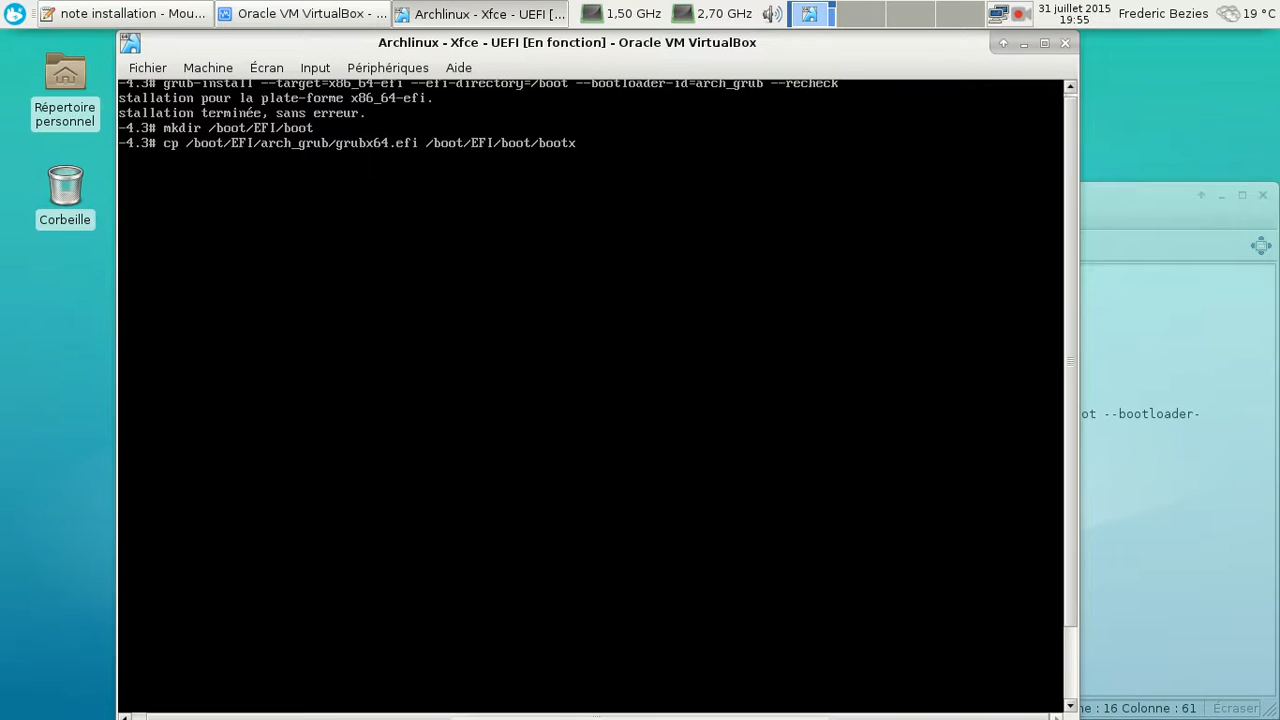 note installation - Mou...
Oracle VM VirtualBox - ...
Archlinux - Xfce - UEFI [...
1,50 GHz
2,70 GHz
31 juillet 2015
19:55
Frederic Bezies
19 °C
Archlinux - Xfce - UEFI [En fonction] - Oracle VM VirtualBox
Fichier Machine Écran Input Périphériques Aide
Répertoire
personnel
Corbeille
-4.3# grub-install --target=x86_64-efi --efi-directory=/boot --bootloader-id=arch_grub --recheck
stallation pour la plate-forme x86_64-efi.
stallation terminée, sans erreur.
-4.3# mkdir /boot/EFI/boot
-4.3# cp /boot/EFI/arch_grub/grubx64.efi /boot/EFI/boot/bootx
ot --bootloader-
ne : 16 Colonne : 61
Écraser